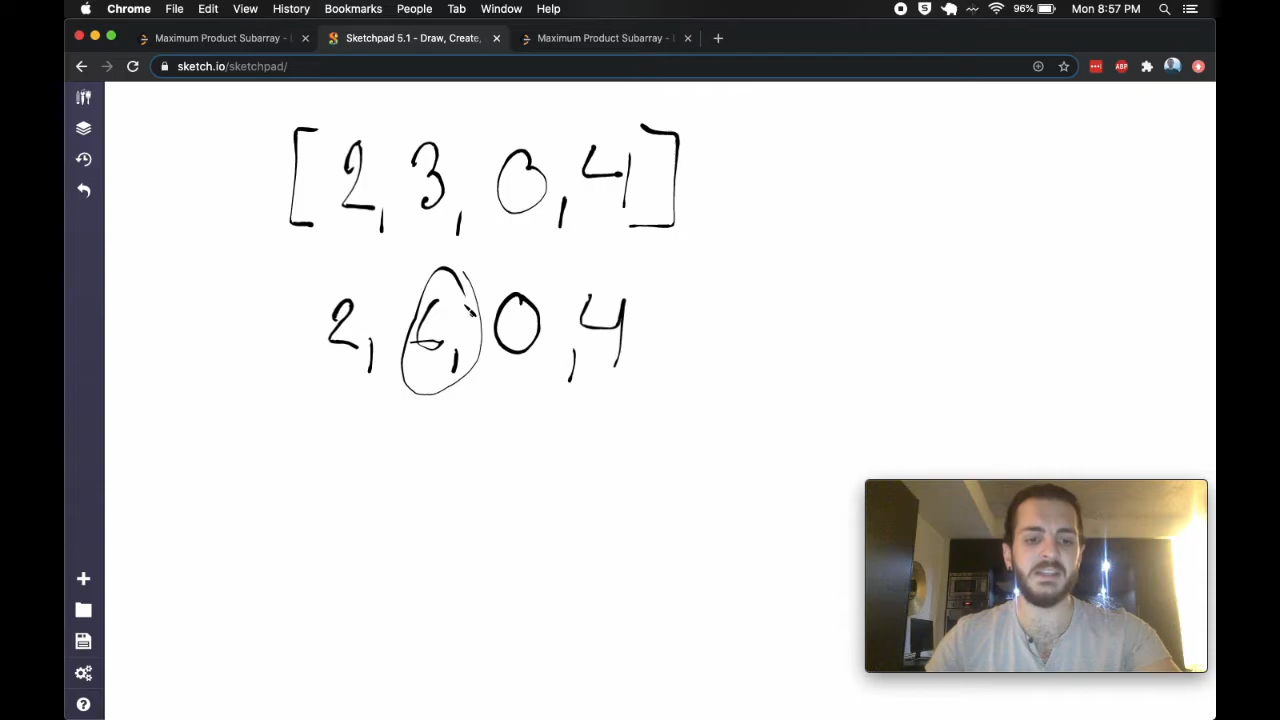 Chrome File Edit View History Bookmarks People Tab Window Help 96% Mon 8:57 PM
Maximum Product Subarray - Sketchpad 5.1 - Draw, Create, Maximum Product Subarray -
sketch.io/sketchpad/
ABP
[2, 3, 0, 4]
2, 6, 0, 4